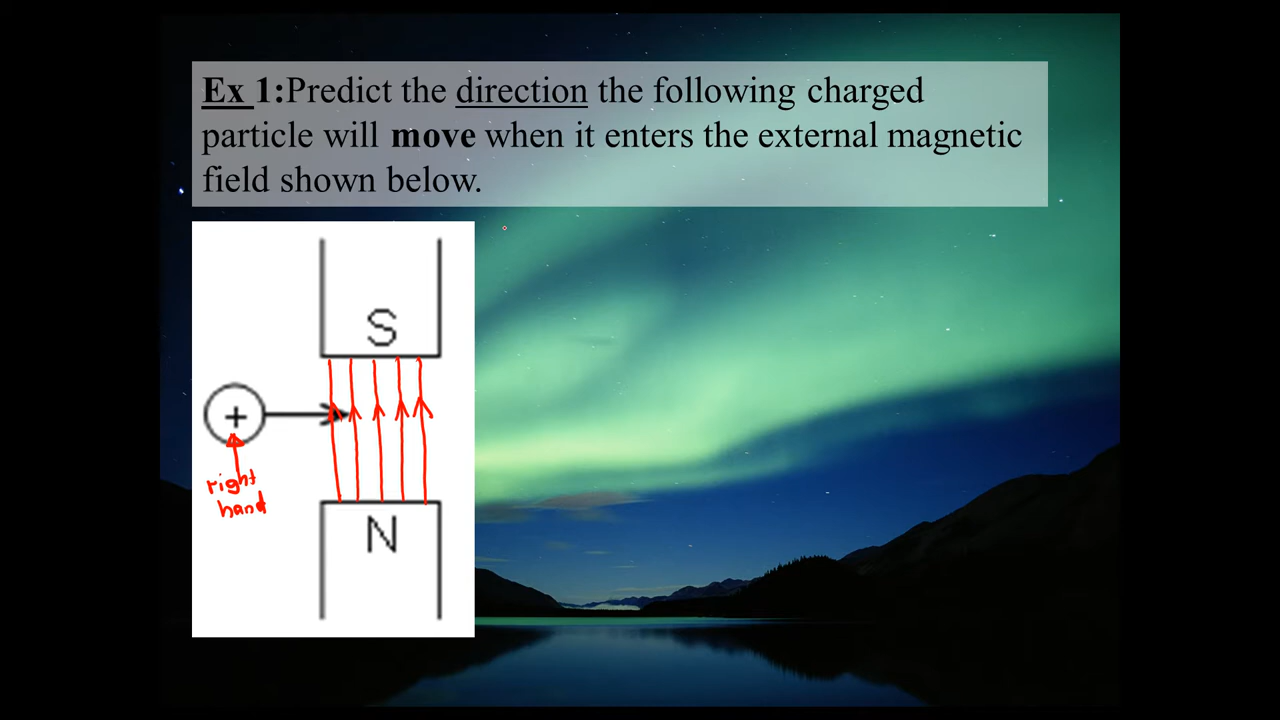 Ex 1:Predict the direction the following charged
particle will move when it enters the external magnetic
field shown below.
S
+
right
hand
N